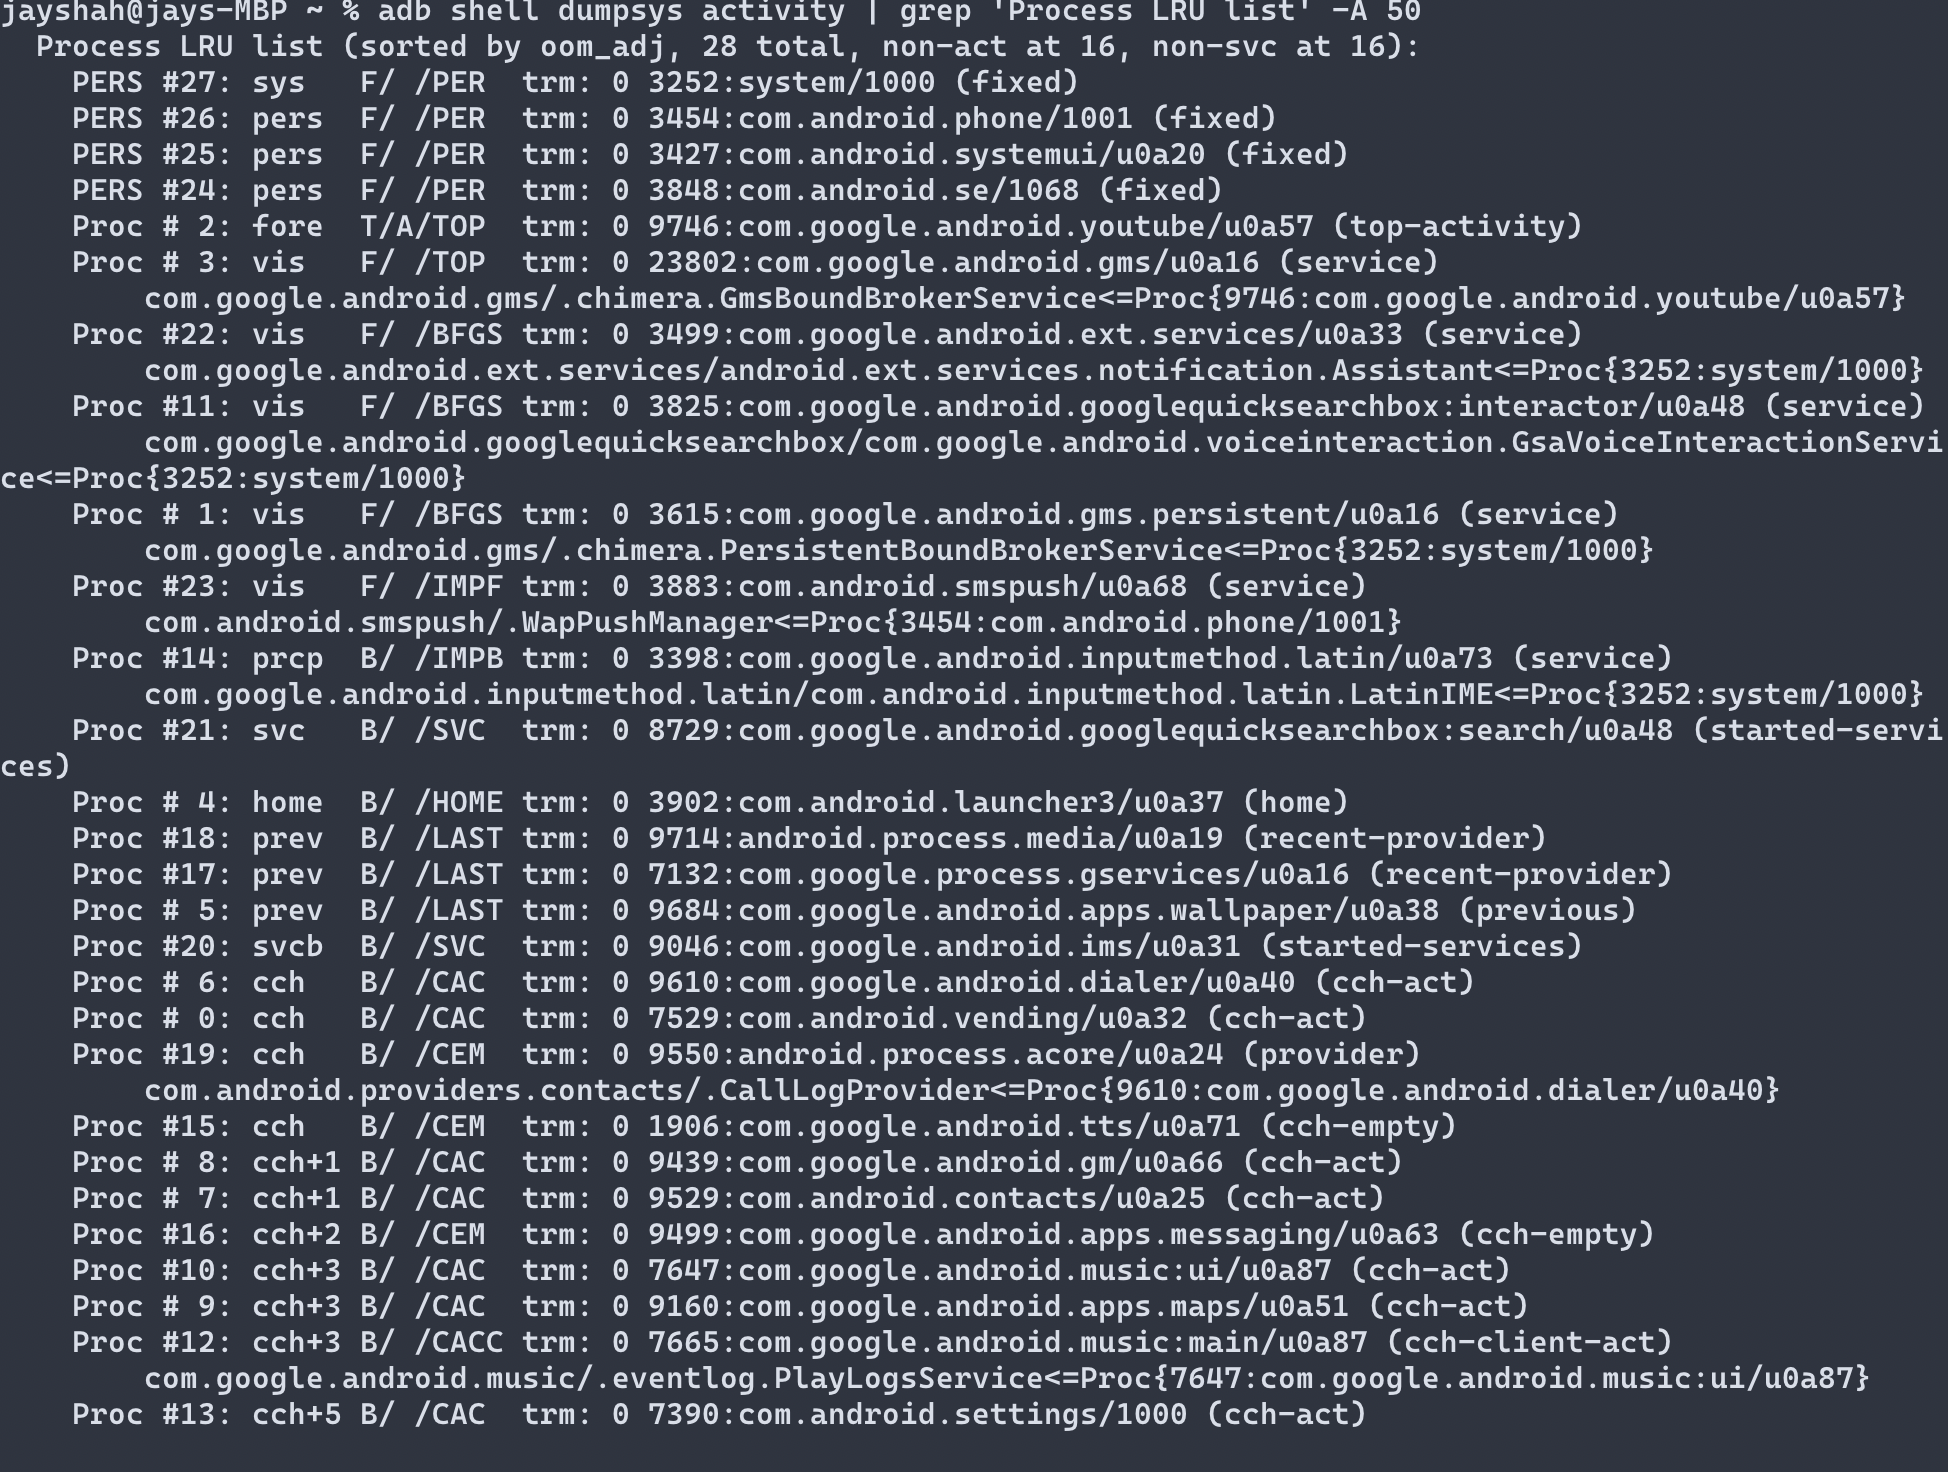 jayshah@jays-MBP ~ % adb shell dumpsys activity | grep 'Process LRU list' -A 50
  Process LRU list (sorted by oom_adj, 28 total, non-act at 16, non-svc at 16):
    PERS #27: sys   F/ /PER  trm: 0 3252:system/1000 (fixed)
    PERS #26: pers  F/ /PER  trm: 0 3454:com.android.phone/1001 (fixed)
    PERS #25: pers  F/ /PER  trm: 0 3427:com.android.systemui/u0a20 (fixed)
    PERS #24: pers  F/ /PER  trm: 0 3848:com.android.se/1068 (fixed)
    Proc # 2: fore  T/A/TOP  trm: 0 9746:com.google.android.youtube/u0a57 (top-activity)
    Proc # 3: vis   F/ /TOP  trm: 0 23802:com.google.android.gms/u0a16 (service)
        com.google.android.gms/.chimera.GmsBoundBrokerService<=Proc{9746:com.google.android.youtube/u0a57}
    Proc #22: vis   F/ /BFGS trm: 0 3499:com.google.android.ext.services/u0a33 (service)
        com.google.android.ext.services/android.ext.services.notification.Assistant<=Proc{3252:system/1000}
    Proc #11: vis   F/ /BFGS trm: 0 3825:com.google.android.googlequicksearchbox:interactor/u0a48 (service)
        com.google.android.googlequicksearchbox/com.google.android.voiceinteraction.GsaVoiceInteractionServi
ce<=Proc{3252:system/1000}
    Proc # 1: vis   F/ /BFGS trm: 0 3615:com.google.android.gms.persistent/u0a16 (service)
        com.google.android.gms/.chimera.PersistentBoundBrokerService<=Proc{3252:system/1000}
    Proc #23: vis   F/ /IMPF trm: 0 3883:com.android.smspush/u0a68 (service)
        com.android.smspush/.WapPushManager<=Proc{3454:com.android.phone/1001}
    Proc #14: prcp  B/ /IMPB trm: 0 3398:com.google.android.inputmethod.latin/u0a73 (service)
        com.google.android.inputmethod.latin/com.android.inputmethod.latin.LatinIME<=Proc{3252:system/1000}
    Proc #21: svc   B/ /SVC  trm: 0 8729:com.google.android.googlequicksearchbox:search/u0a48 (started-servi
ces)
    Proc # 4: home  B/ /HOME trm: 0 3902:com.android.launcher3/u0a37 (home)
    Proc #18: prev  B/ /LAST trm: 0 9714:android.process.media/u0a19 (recent-provider)
    Proc #17: prev  B/ /LAST trm: 0 7132:com.google.process.gservices/u0a16 (recent-provider)
    Proc # 5: prev  B/ /LAST trm: 0 9684:com.google.android.apps.wallpaper/u0a38 (previous)
    Proc #20: svcb  B/ /SVC  trm: 0 9046:com.google.android.ims/u0a31 (started-services)
    Proc # 6: cch   B/ /CAC  trm: 0 9610:com.google.android.dialer/u0a40 (cch-act)
    Proc # 0: cch   B/ /CAC  trm: 0 7529:com.android.vending/u0a32 (cch-act)
    Proc #19: cch   B/ /CEM  trm: 0 9550:android.process.acore/u0a24 (provider)
        com.android.providers.contacts/.CallLogProvider<=Proc{9610:com.google.android.dialer/u0a40}
    Proc #15: cch   B/ /CEM  trm: 0 1906:com.google.android.tts/u0a71 (cch-empty)
    Proc # 8: cch+1 B/ /CAC  trm: 0 9439:com.google.android.gm/u0a66 (cch-act)
    Proc # 7: cch+1 B/ /CAC  trm: 0 9529:com.android.contacts/u0a25 (cch-act)
    Proc #16: cch+2 B/ /CEM  trm: 0 9499:com.google.android.apps.messaging/u0a63 (cch-empty)
    Proc #10: cch+3 B/ /CAC  trm: 0 7647:com.google.android.music:ui/u0a87 (cch-act)
    Proc # 9: cch+3 B/ /CAC  trm: 0 9160:com.google.android.apps.maps/u0a51 (cch-act)
    Proc #12: cch+3 B/ /CACC trm: 0 7665:com.google.android.music:main/u0a87 (cch-client-act)
        com.google.android.music/.eventlog.PlayLogsService<=Proc{7647:com.google.android.music:ui/u0a87}
    Proc #13: cch+5 B/ /CAC  trm: 0 7390:com.android.settings/1000 (cch-act)